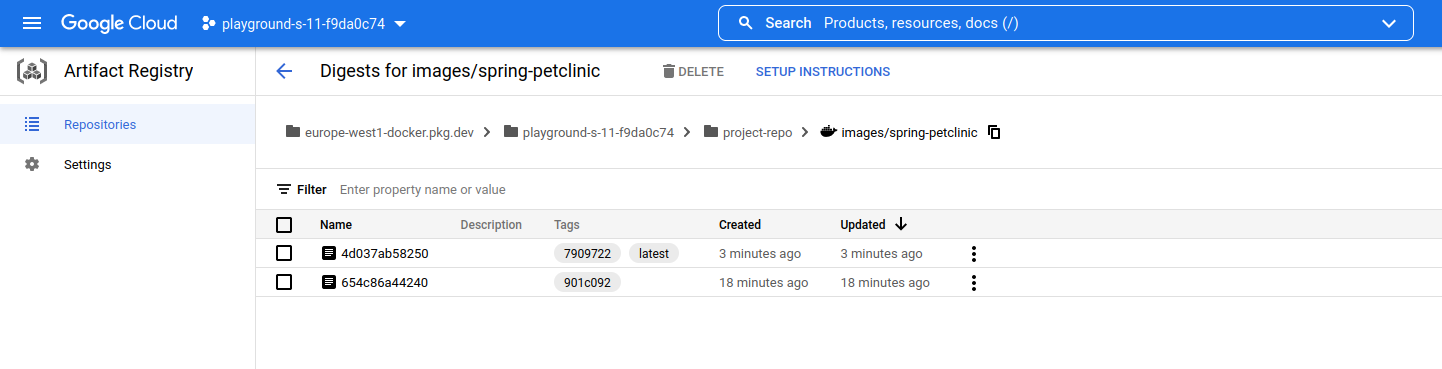 Google Cloud playground-s-11-f9da0c74 Search Products, resources, docs (/)
Artifact Registry Digests for images/spring-petclinic DELETE SETUP INSTRUCTIONS
Repositories europe-west1-docker.pkg.dev playground-s-11-f9da0c74 project-repo images/spring-petclinic
Settings
Filter Enter property name or value
Name Description Tags Created Updated
4d037ab58250 7909722 latest 3 minutes ago 3 minutes ago
654c86a44240 901c092 18 minutes ago 18 minutes ago